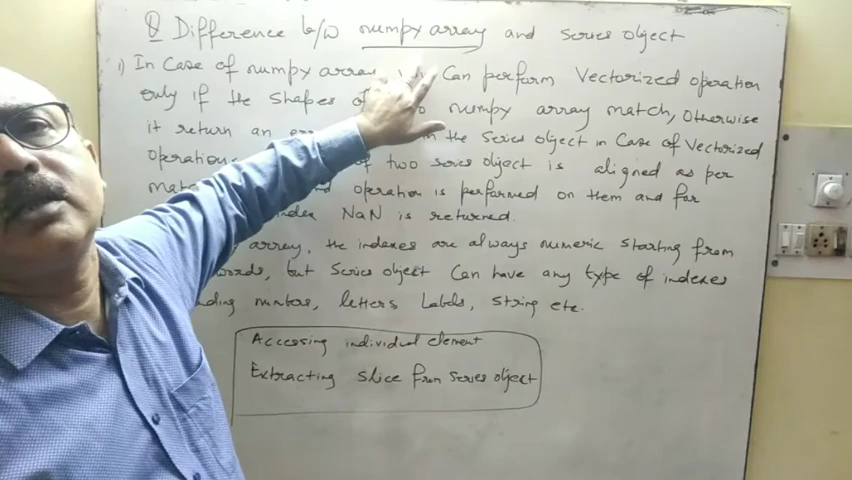 Q Difference b/w numpy array and Series Object
1) In Case of numpy array Can perform Vectorized operation
only if the shapes of numpy array match, Otherwise
it return an the Series Object in Case of Vectorized
operation of two series object is aligned as per
operation is performed on them and for
index NaN is returned.
array, the indexes are always numeric starting from
but Series object Can have any type of indexes
numbers, letters Labels, string etc.
Accessing individual element
Extracting slice from series object